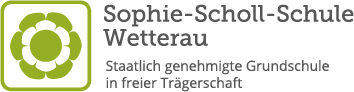 Sophie-Scholl-Schule
Wetterau
Staatlich genehmigte Grundschule
in freier Trägerschaft